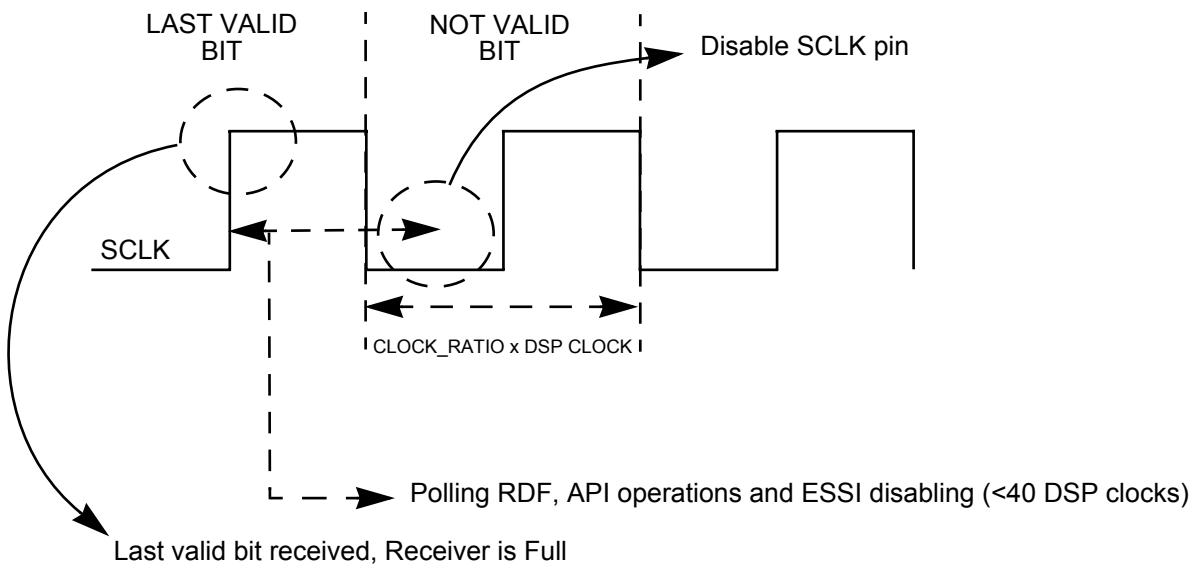 LAST VALID
BIT
NOT VALID
BIT
Disable SCLK pin
SCLK
CLOCK_RATIO x DSP CLOCK
Polling RDF, API operations and ESSI disabling (<40 DSP clocks)
Last valid bit received, Receiver is Full